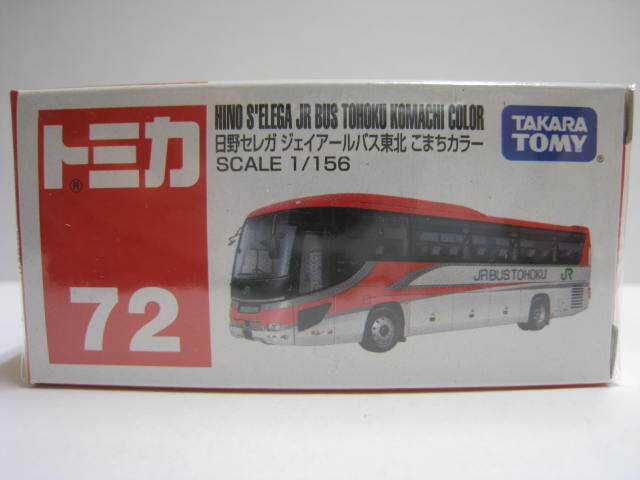 トミカ
®
72
HINO S'ELEGA JR BUS TOHOKU KOMACHI COLOR
日野セレガ ジェイアールバス東北 こまちカラー
SCALE 1/156
TAKARA
TOMY
®
JR BUS TOHOKU
JR